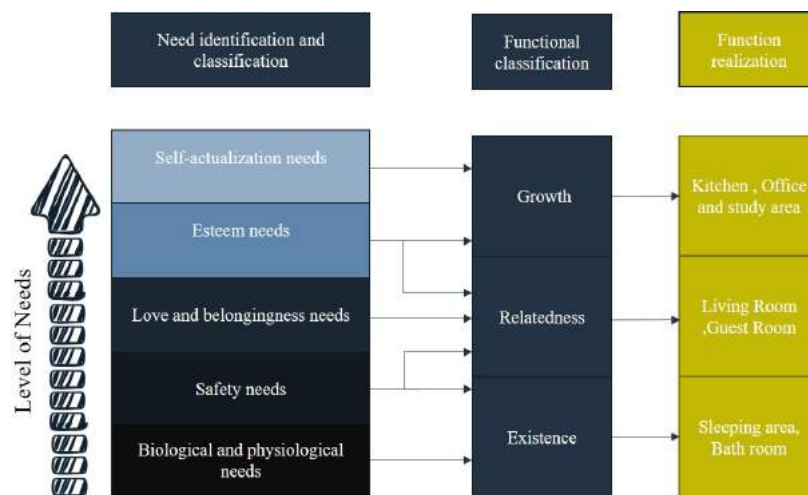 Need identification and
classification
Functional
classification
Function
realization
Level of Needs
Self-actualization needs
Esteem needs
Love and belongingness needs
Safety needs
Biological and physiological
needs
Growth
Relatedness
Existence
Kitchen , Office
and study area
Living Room
,Guest Room
Sleeping area,
Bath room